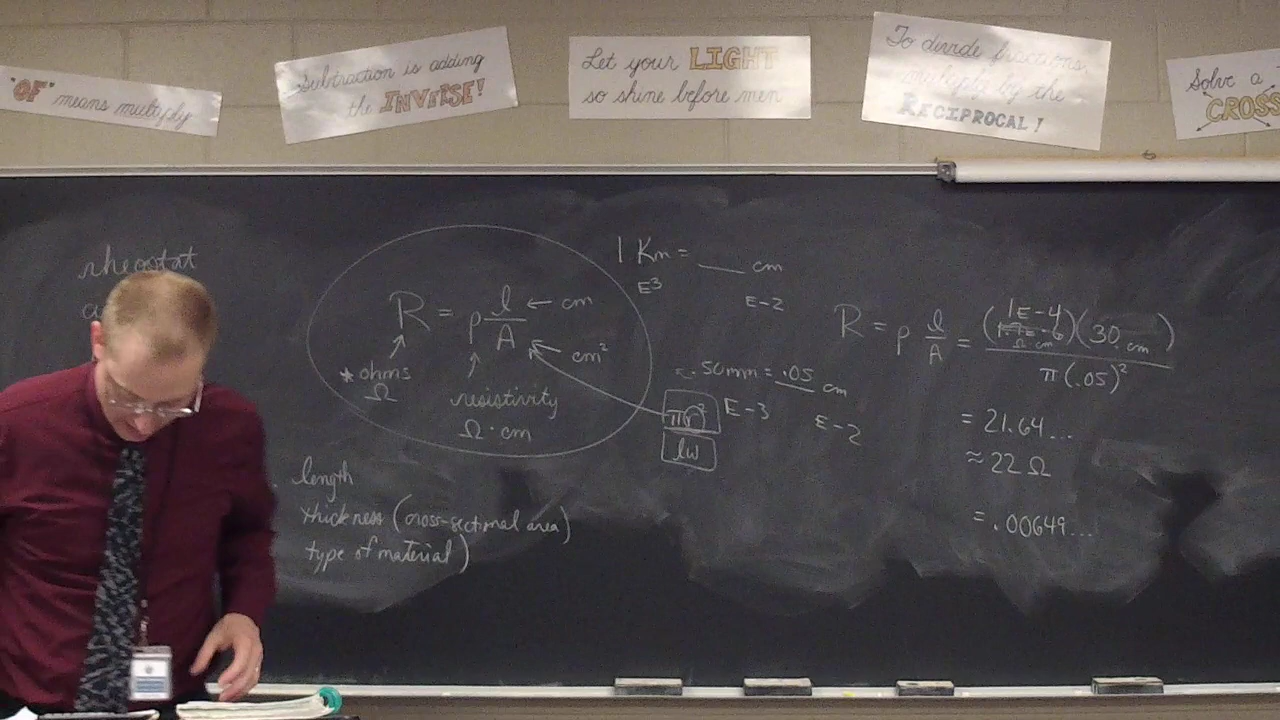 "OF" means multiply
Subtraction is adding
the INVERSE!
Let your LIGHT
so shine before men
To divide fractions,
multiply by the
RECIPROCAL!
Solve a
CROSS
rheostat
R = ρ l/A ← cm
cm²
* ohms
Ω
resistivity
Ω · cm
length
thickness (cross-sectional area)
type of material)
1 Km = ___ cm
E3 E-2
.50mm = .05 cm
E-3 E-2
πr²
lw
R = ρ l/A = (1E-4)(30 cm)/π(.05)²
= 21.64...
≈ 22 Ω
= .00649...